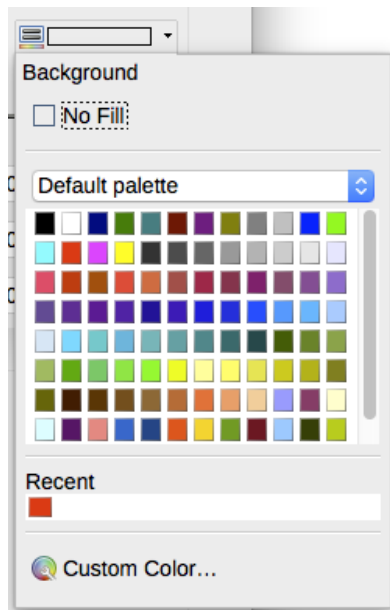 Background
No Fill
Default palette
Recent
Custom Color...